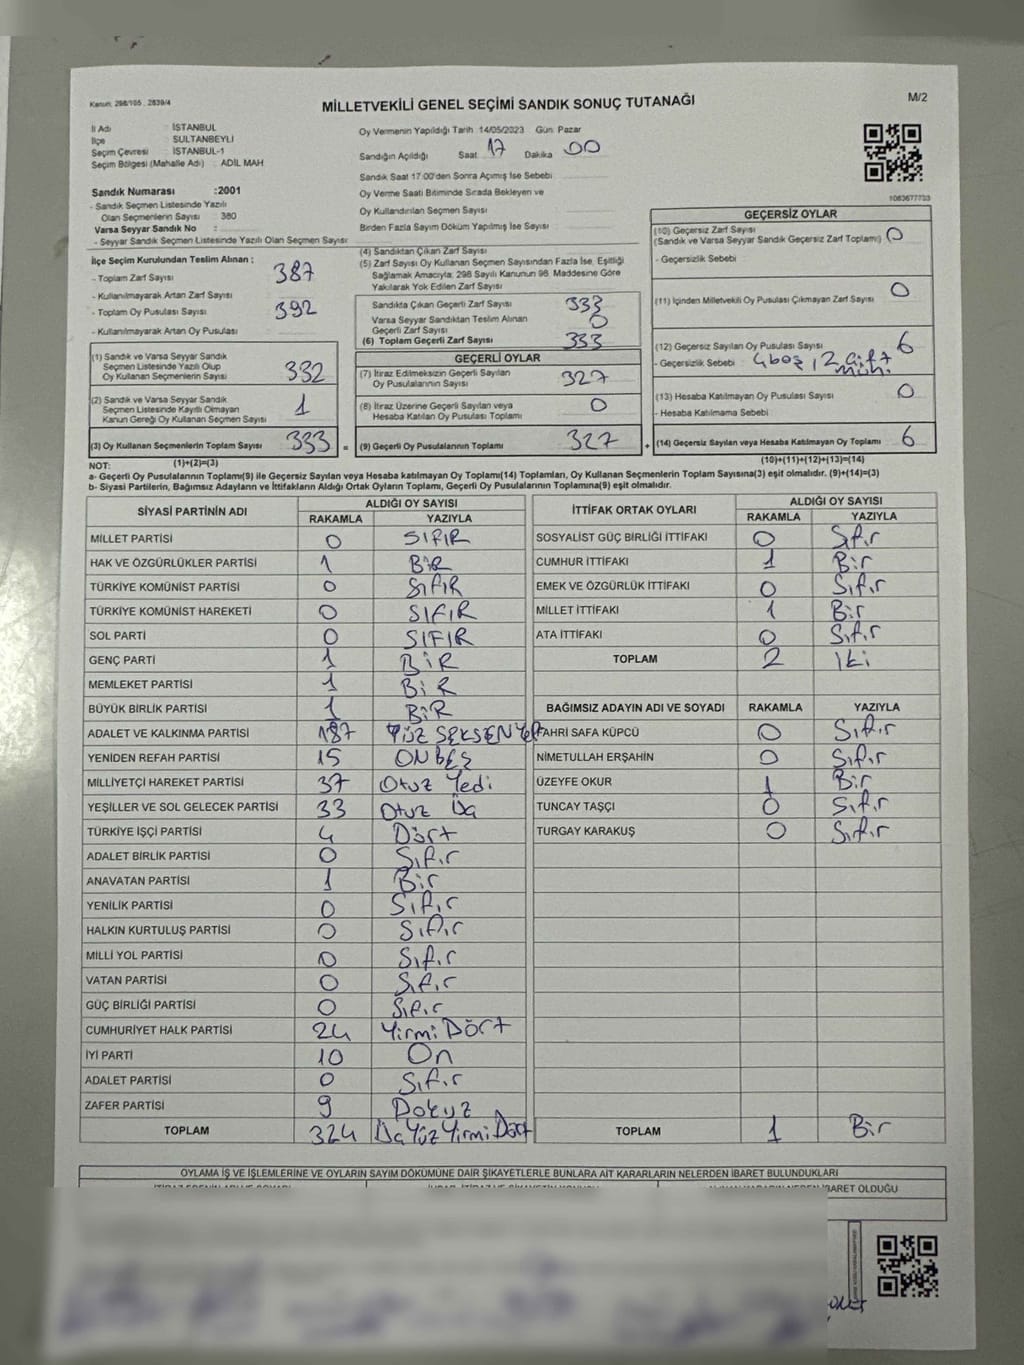 Kanun: 298/105 , 2839/4
MİLLETVEKİLİ GENEL SEÇİMİ SANDIK SONUÇ TUTANAĞI
M/2
İl Adı : İSTANBUL
İlçe : SULTANBEYLİ
Seçim Çevresi : İSTANBUL-1
Seçim Bölgesi (Mahalle Adı) : ADİL MAH
Sandık Numarası :2001
- Sandık Seçmen Listesinde Yazılı
Olan Seçmenlerin Sayısı : 380
Varsa Seyyar Sandık No :
- Seyyar Sandık Seçmen Listesinde Yazılı Olan Seçmen Sayısı :
Oy Vermenin Yapıldığı Tarih 14/05/2023 Gün: Pazar
Sandığın Açıldığı Saat: 17 Dakika : 00
Sandık Saat 17:00'den Sonra Açımış İse Sebebi:
Oy Verme Saati Bitiminde Sırada Bekleyen ve
Oy Kullandırılan Seçmen Sayısı
Birden Fazla Sayım Döküm Yapılmış İse Sayısı
1083677733
İlçe Seçim Kurulundan Teslim Alınan :
- Toplam Zarf Sayısı 387
- Kullanılmayarak Artan Zarf Sayısı
- Toplam Oy Pusulası Sayısı 392
- Kullanılmayarak Artan Oy Pusulası
(4) Sandıktan Çıkan Zarf Sayısı
(5) Zarf Sayısı Oy Kullanan Seçmen Sayısından Fazla İse, Eşitliği
Sağlamak Amacıyla, 298 Sayılı Kanunun 98. Maddesine Göre
Yakılarak Yok Edilen Zarf Sayısı
Sandıkta Çıkan Geçerli Zarf Sayısı 333
Varsa Seyyar Sandıktan Teslim Alınan
Geçerli Zarf Sayısı 0
(6) Toplam Geçerli Zarf Sayısı 333
GEÇERSİZ OYLAR
(10) Geçersiz Zarf Sayısı
(Sandık ve Varsa Seyyar Sandık Geçersiz Zarf Toplamı) 0
- Geçersizlik Sebebi
(11) İçinden Milletvekili Oy Pusulası Çıkmayan Zarf Sayısı 0
(12) Geçersiz Sayılan Oy Pusulası Sayısı 6
- Geçersizlik Sebebi : 4 boş, 2 çift
(13) Hesaba Katılmayan Oy Pusulası Sayısı 0
- Hesaba Katılmama Sebebi
(14) Geçersiz Sayılan veya Hesaba Katılmayan Oy Toplamı 6
(10)+(11)+(12)+(13)=(14)
(1) Sandık ve Varsa Seyyar Sandık
Seçmen Listesinde Yazılı Olup
Oy Kullanan Seçmenlerin Sayısı 332
(2) Sandık ve Varsa Seyyar Sandık
Seçmen Listesinde Kayıtlı Olmayan
Kanun Gereği Oy Kullanan Seçmen Sayısı 1
(3) Oy Kullanan Seçmenlerin Toplam Sayısı 333 =
(1)+(2)=(3)
GEÇERLİ OYLAR
(7) İtiraz Edilmeksizin Geçerli Sayılan
Oy Pusulalarının Sayısı 327
(8) İtiraz Üzerine Geçerli Sayılan veya
Hesaba Katılan Oy Pusulası Toplamı 0
(9) Geçerli Oy Pusulalarının Toplamı 327 +
NOT:
a- Geçerli Oy Pusulalarının Toplamı(9) ile Geçersiz Sayılan veya Hesaba katılmayan Oy Toplamı(14) Toplamları, Oy Kullanan Seçmenlerin Toplam Sayısına(3) eşit olmalıdır. (9)+(14)=(3)
b- Siyasi Partilerin, Bağımsız Adayların ve İttifakların Aldığı Ortak Oyların Toplamı, Geçerli Oy Pusulalarının Toplamına(9) eşit olmalıdır.
SİYASİ PARTİNİN ADI ALDIĞI OY SAYISI
RAKAMLA YAZIYLA
MİLLET PARTİSİ 0 SIFIR
HAK VE ÖZGÜRLÜKLER PARTİSİ 1 BİR
TÜRKİYE KOMÜNİST PARTİSİ 0 SIFIR
TÜRKİYE KOMÜNİST HAREKETİ 0 SIFIR
SOL PARTİ 0 SIFIR
GENÇ PARTİ 1 BİR
MEMLEKET PARTİSİ 1 BİR
BÜYÜK BİRLİK PARTİSİ 1 BİR
ADALET VE KALKINMA PARTİSİ 187 YÜZ SEKSEN Yedi
YENİDEN REFAH PARTİSİ 15 ONBEŞ
MİLLİYETÇİ HAREKET PARTİSİ 37 Otuz Yedi
YEŞİLLER VE SOL GELECEK PARTİSİ 33 Otuz Üç
TÜRKİYE İŞÇİ PARTİSİ 4 Dört
ADALET BİRLİK PARTİSİ 0 Sıfır
ANAVATAN PARTİSİ 1 Bir
YENİLİK PARTİSİ 0 Sıfır
HALKIN KURTULUŞ PARTİSİ 0 Sıfır
MİLLİ YOL PARTİSİ 0 Sıfır
VATAN PARTİSİ 0 Sıfır
GÜÇ BİRLİĞİ PARTİSİ 0 Sıfır
CUMHURİYET HALK PARTİSİ 24 Yirmi Dört
İYİ PARTİ 10 On
ADALET PARTİSİ 0 Sıfır
ZAFER PARTİSİ 9 Dokuz
TOPLAM 324 Üç Yüz Yirmi Dört
İTTİFAK ORTAK OYLARI ALDIĞI OY SAYISI
RAKAMLA YAZIYLA
SOSYALİST GÜÇ BİRLİĞİ İTTİFAKI 0 Sıfır
CUMHUR İTTİFAKI 1 Bir
EMEK VE ÖZGÜRLÜK İTTİFAKI 0 Sıfır
MİLLET İTTİFAKI 1 Bir
ATA İTTİFAKI 0 Sıfır
TOPLAM 2 İki
BAĞIMSIZ ADAYIN ADI VE SOYADI RAKAMLA YAZIYLA
FAHRİ SAFA KÜPCÜ 0 Sıfır
NİMETULLAH ERŞAHİN 0 Sıfır
ÜZEYFE OKUR 1 Bir
TUNCAY TAŞÇI 0 Sıfır
TURGAY KARAKUŞ 0 Sıfır
TOPLAM 1 Bir
OYLAMA İŞ VE İŞLEMLERİNE VE OYLARIN SAYIM DÖKÜMÜNE DAİR ŞİKAYETLERLE BUNLARA AİT KARARLARIN NELERDEN İBARET BULUNDUKLARI
İBARET OLDUĞU